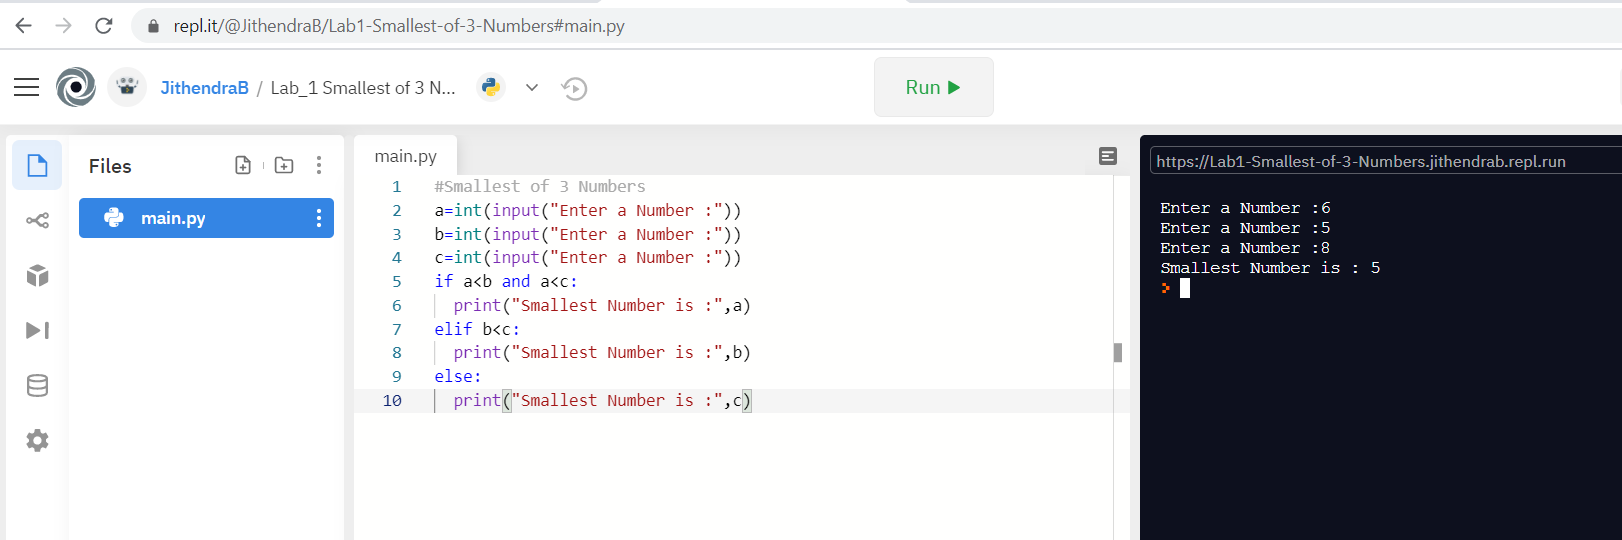 repl.it/@JithendraB/Lab1-Smallest-of-3-Numbers#main.py
JithendraB / Lab_1 Smallest of 3 N...
Run
Files
main.py
main.py
1 #Smallest of 3 Numbers
2 a=int(input("Enter a Number :"))
3 b=int(input("Enter a Number :"))
4 c=int(input("Enter a Number :"))
5 if a<b and a<c:
6   print("Smallest Number is :",a)
7 elif b<c:
8   print("Smallest Number is :",b)
9 else:
10   print("Smallest Number is :",c)
https://Lab1-Smallest-of-3-Numbers.jithendrab.repl.run
Enter a Number :6
Enter a Number :5
Enter a Number :8
Smallest Number is : 5